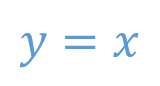 y = x